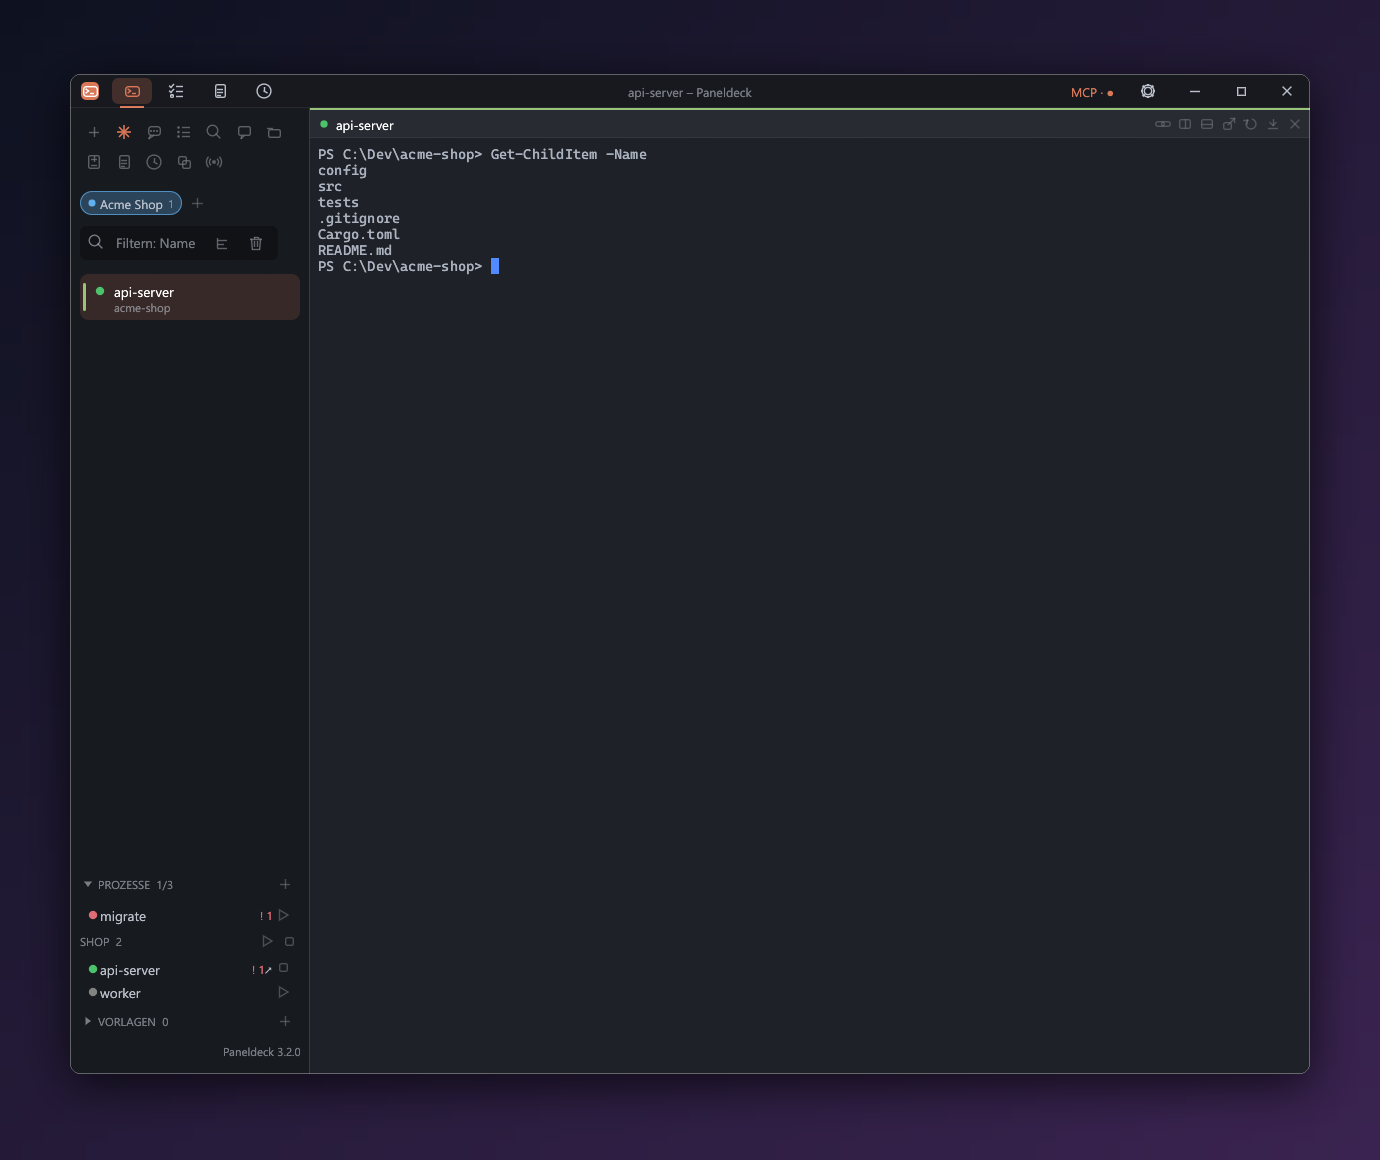 api-server – Paneldeck
MCP ·
Acme Shop 1
Filtern: Name
api-server
acme-shop
PROZESSE 1/3
migrate ! 1
SHOP 2
api-server ! 1↗
worker
VORLAGEN 0
Paneldeck 3.2.0
api-server
PS C:\Dev\acme-shop> Get-ChildItem -Name
config
src
tests
.gitignore
Cargo.toml
README.md
PS C:\Dev\acme-shop>